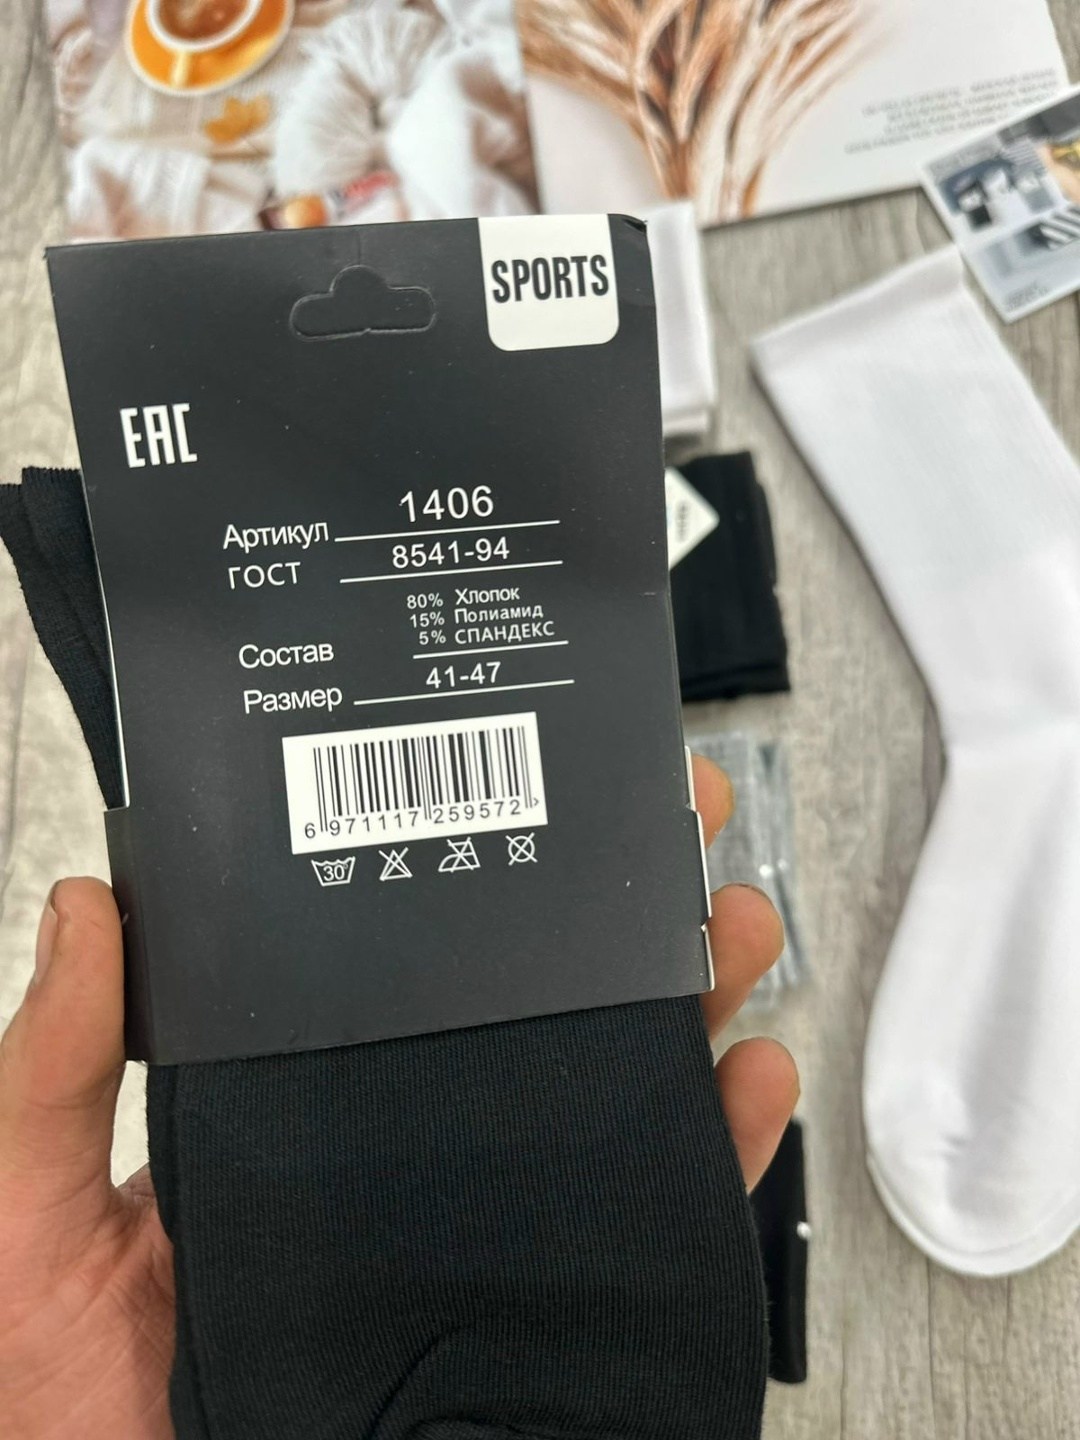 SPORTS
EAC
Артикул 1406
ГОСТ 8541-94
80% Хлопок
15% Полиамид
5% СПАНДЕКС
Состав
Размер 41-47
6 971117 259572 >
30°